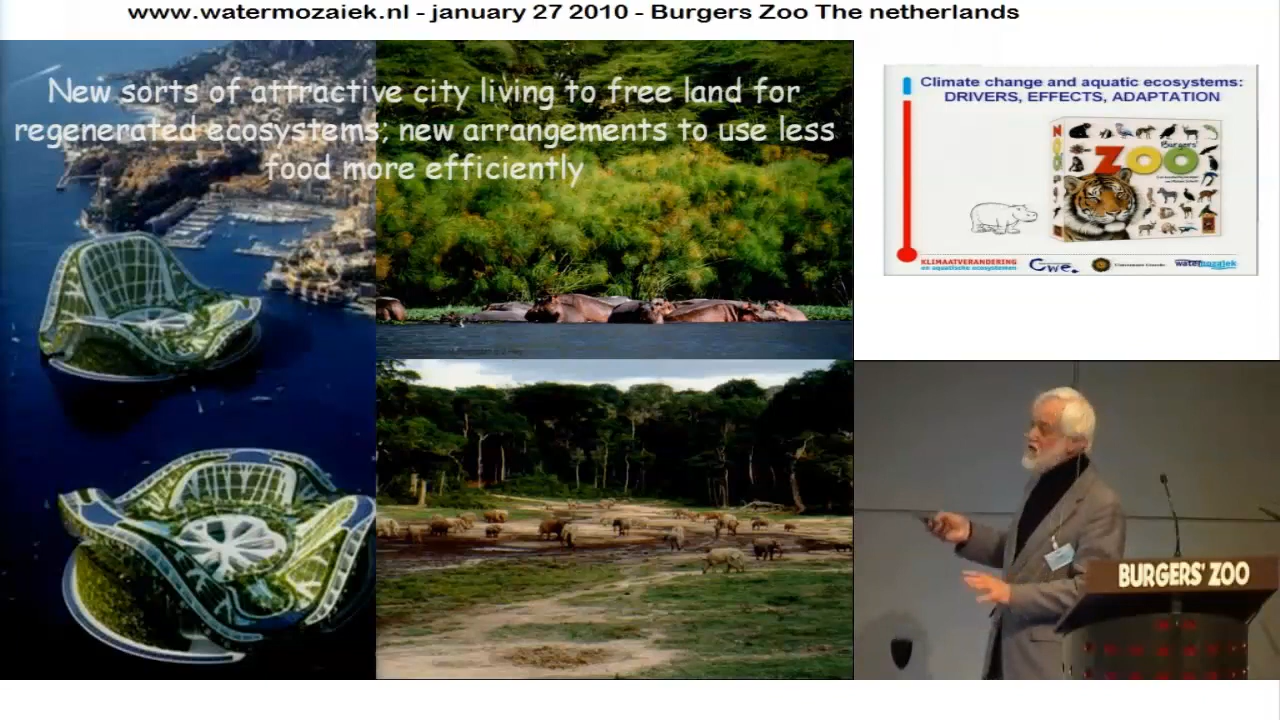 www.watermozaiek.nl - january 27 2010 - Burgers Zoo The netherlands
New sorts of attractive city living to free land for
regenerated ecosystems; new arrangements to use less
food more efficiently
Climate change and aquatic ecosystems:
DRIVERS, EFFECTS, ADAPTATION
Burgers'
ZOO
ZOO
KLIMAATVERANDERING
en aquatische ecosystemen
Cwe.
watermozaiek
BURGERS' ZOO